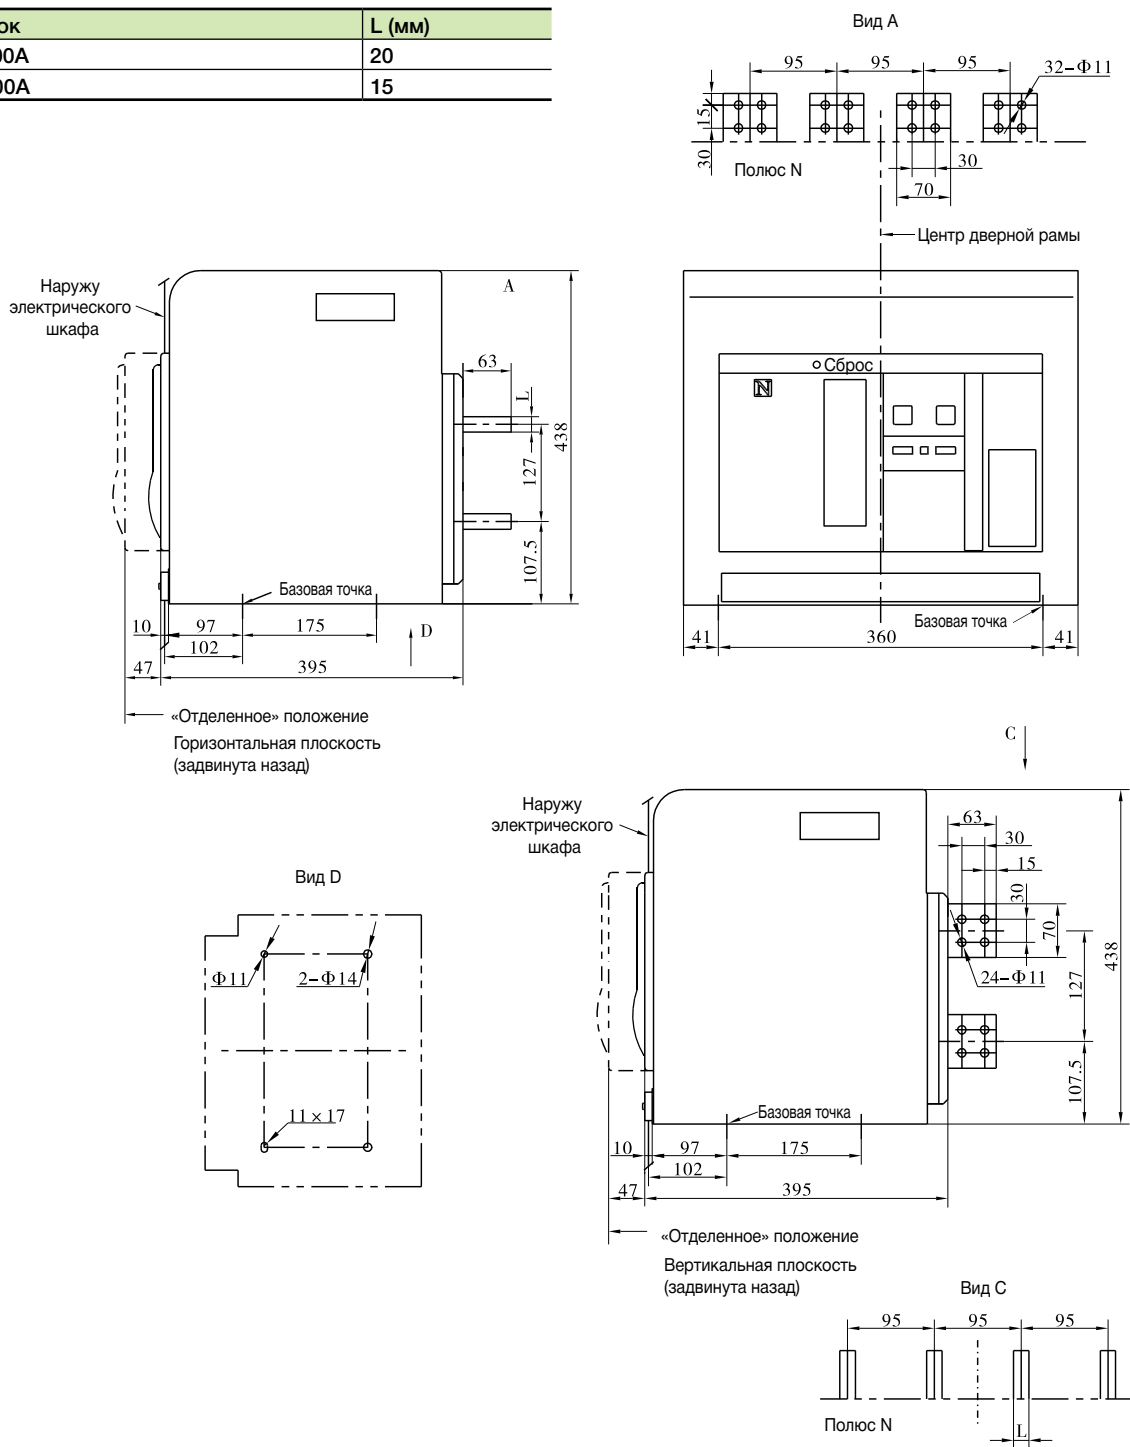 ок L (мм)
00А 20
00А 15
Вид А
95 95 95 32–Φ11
15
30
Полюс N
30
70
Центр дверной рамы
Наружу
электрического
шкафа
A
63
L
127
438
107.5
Базовая точка
10 97 175 D
102
47 395
«Отделенное» положение
Горизонтальная плоскость
(задвинута назад)
Сброс
N
Базовая точка
41 360 41
C
Наружу
электрического
шкафа
63
30
15
30
70
438
24–Φ11
127
107.5
Базовая точка
10 97 175
102
47 395
«Отделенное» положение
Вертикальная плоскость
(задвинута назад)
Вид D
Φ11 2–Φ14
11×17
Вид C
95 95 95
Полюс N
L